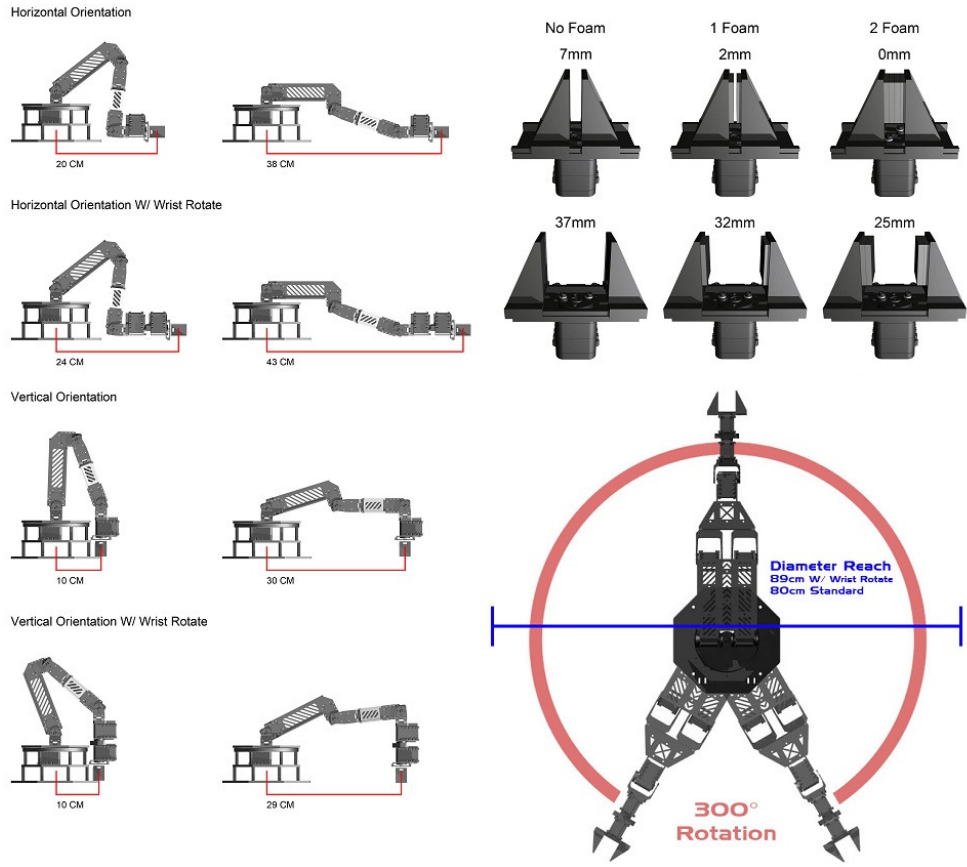 Horizontal Orientation
20 CM
38 CM
Horizontal Orientation W/ Wrist Rotate
24 CM
43 CM
Vertical Orientation
10 CM
30 CM
Vertical Orientation W/ Wrist Rotate
10 CM
29 CM
No Foam
1 Foam
2 Foam
7mm
2mm
0mm
37mm
32mm
25mm
Diameter Reach
89cm W/ Wrist Rotate
80cm Standard
300°
Rotation